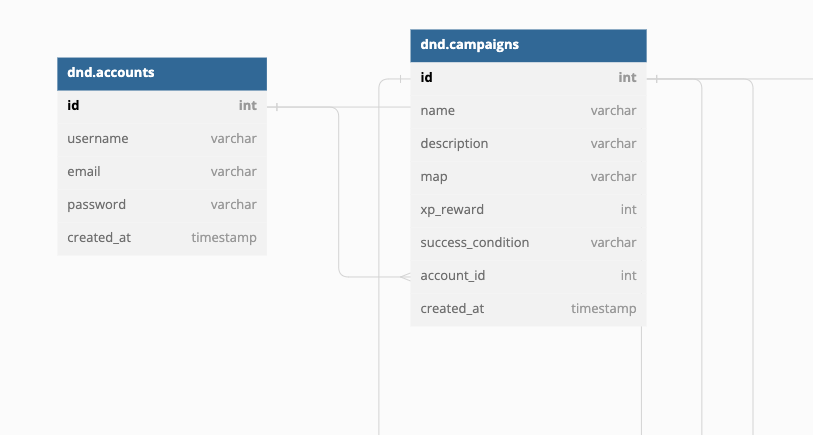 dnd.accounts
id int
username varchar
email varchar
password varchar
created_at timestamp
dnd.campaigns
id int
name varchar
description varchar
map varchar
xp_reward int
success_condition varchar
account_id int
created_at timestamp